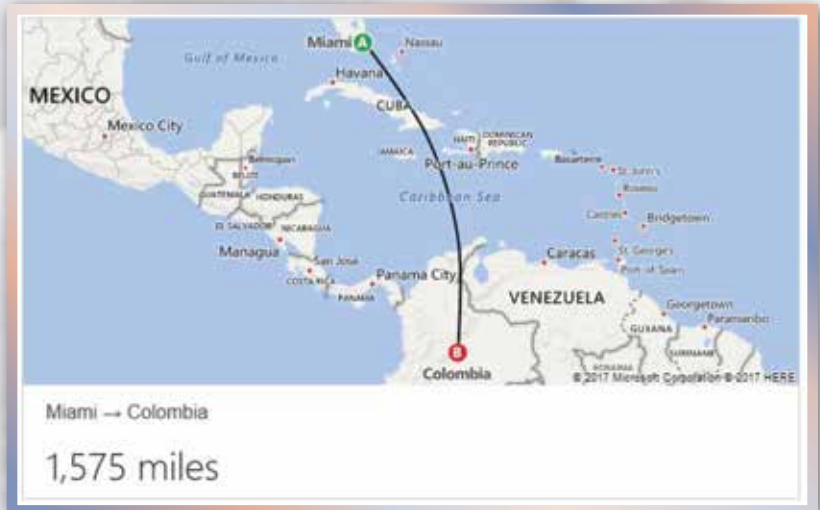 Miami A
Nassau
Gulf of Mexico
Havana
MEXICO
CUBA
Mexico City
HAITI
DOMINICAN
REPUBLIC
JAMAICA
Port-au-Prince
Belmopan
BELIZE
Basseterre
St. John's
Roseau
GUATEMALA
HONDURAS
Caribbean Sea
Castries
Bridgetown
EL SALVADOR
NICARAGUA
Managua
St. George's
Port of Spain
San José
COSTA RICA
Panama City
PANAMA
Caracas
VENEZUELA
Georgetown
Paramaribo
GUYANA
SURINAME
B
Colombia
RORAIMA
© 2017 Microsoft Corporation © 2017 HERE
Miami → Colombia
1,575 miles